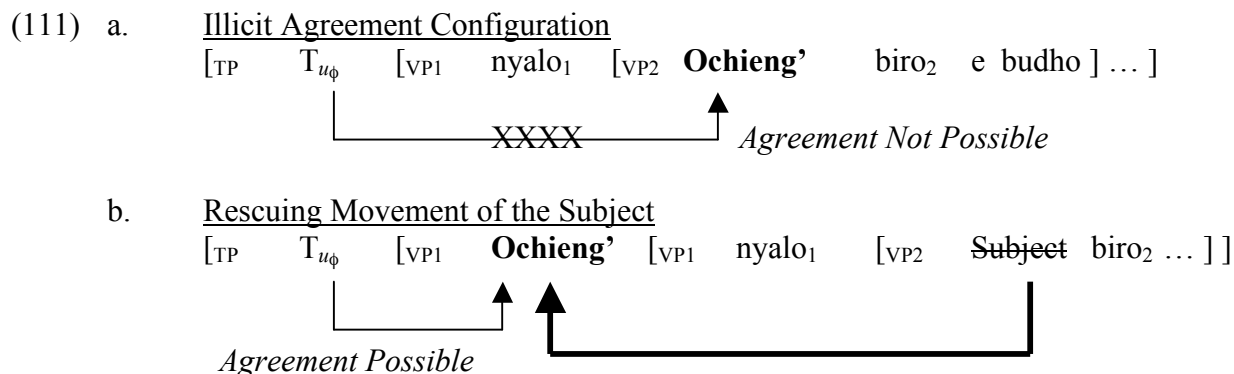 (111) a. Illicit Agreement Configuration
[TP Tuϕ [VP1 nyalo1 [VP2 Ochieng’ biro2 e budho ] … ]
XXXX Agreement Not Possible
b. Rescuing Movement of the Subject
[TP Tuϕ [VP1 Ochieng’ [VP1 nyalo1 [VP2 Subject biro2 … ] ]
Agreement Possible